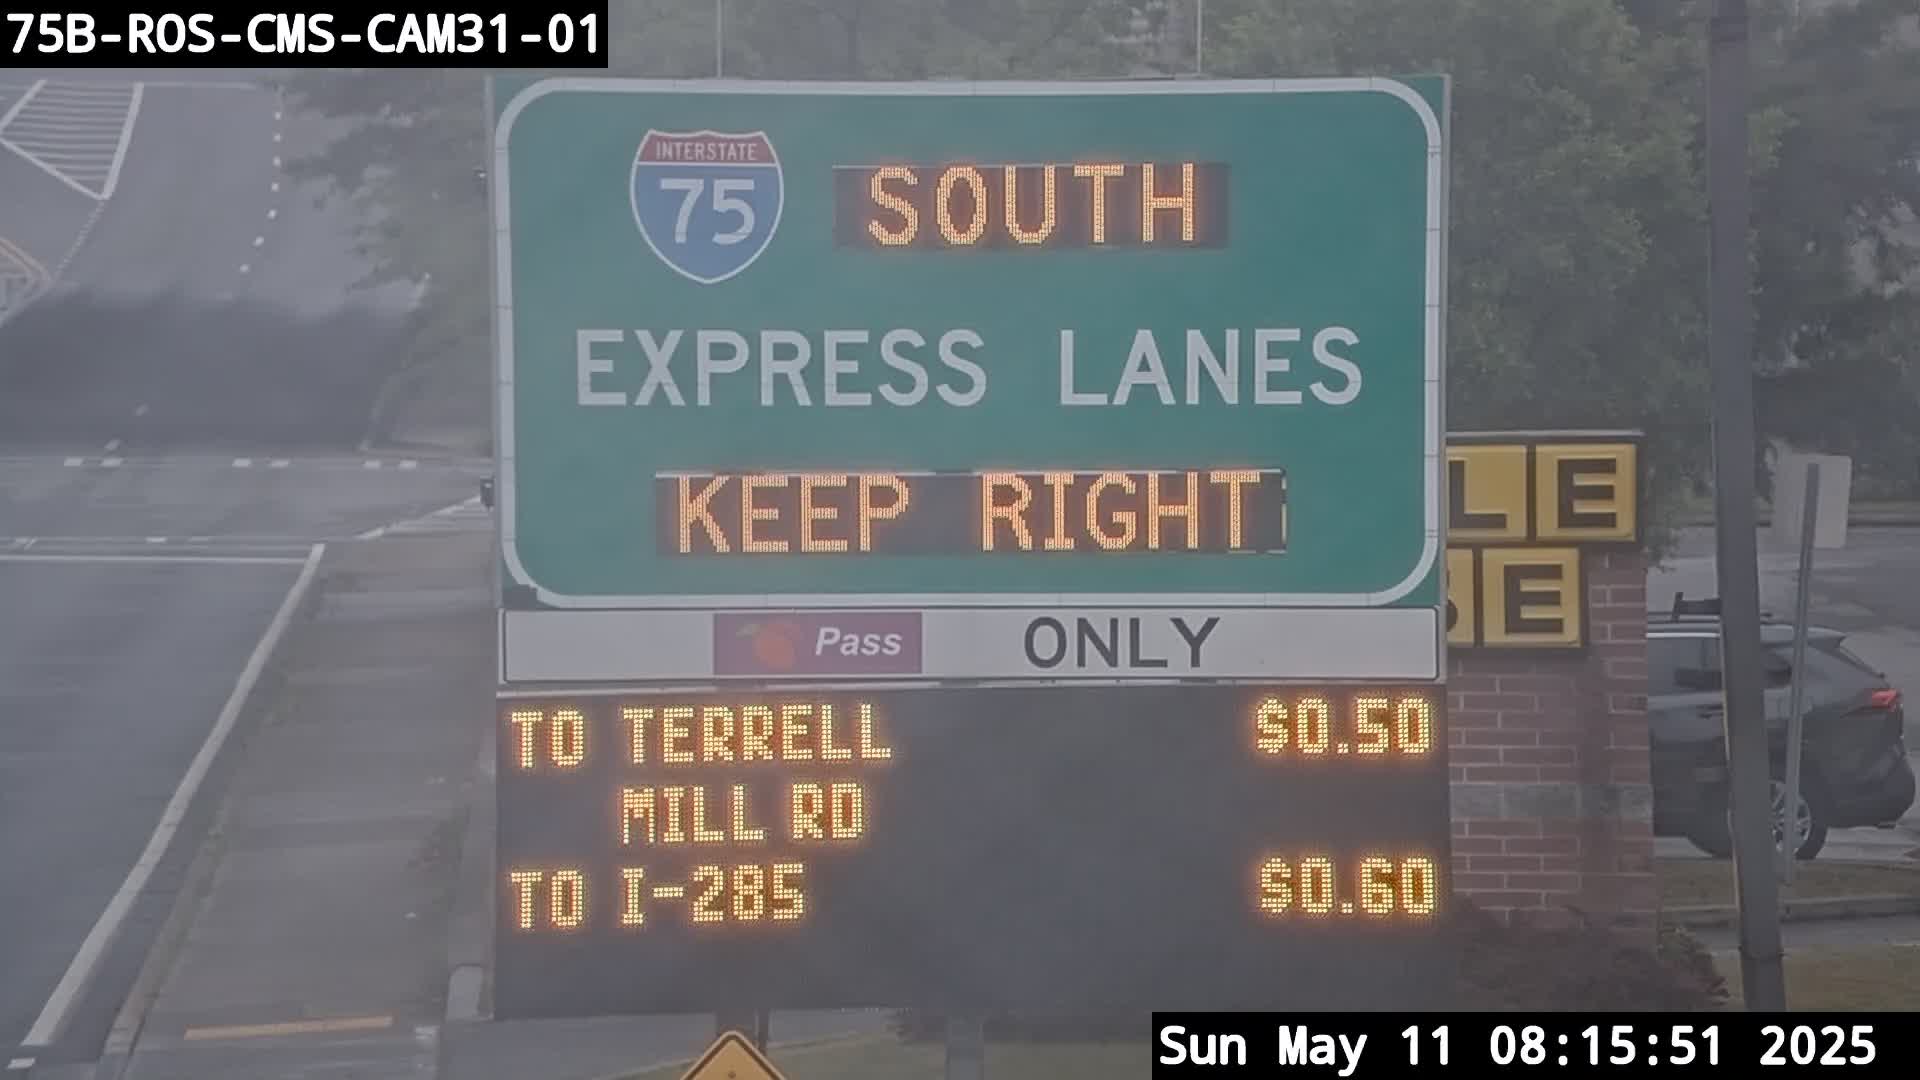 75B-ROS-CMS-CAM31-01
INTERSTATE
75
SOUTH
EXPRESS LANES
KEEP RIGHT
LE
E
Pass ONLY
TO TERRELL $0.50
MILL RD
TO I-285 $0.60
Sun May 11 08:15:51 2025